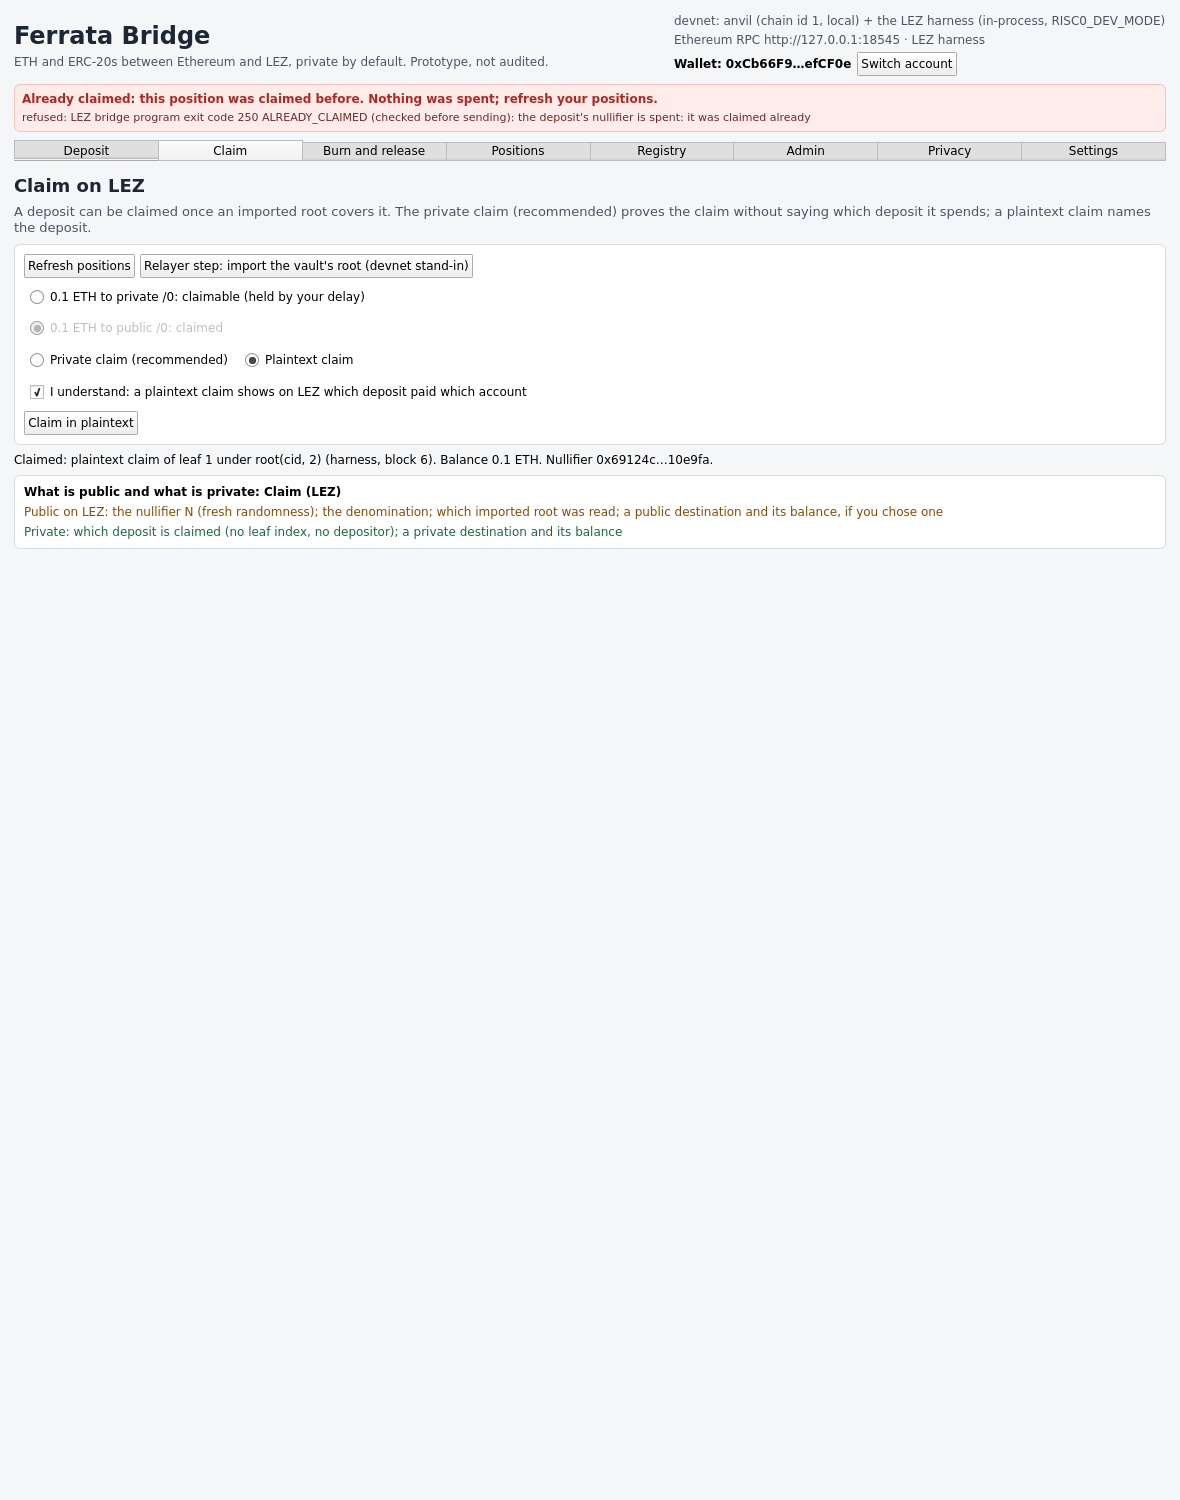 Ferrata Bridge
ETH and ERC-20s between Ethereum and LEZ, private by default. Prototype, not audited.
devnet: anvil (chain id 1, local) + the LEZ harness (in-process, RISC0_DEV_MODE)
Ethereum RPC http://127.0.0.1:18545 · LEZ harness
Wallet: 0xCb66F9…efCF0e Switch account
Already claimed: this position was claimed before. Nothing was spent; refresh your positions.
refused: LEZ bridge program exit code 250 ALREADY_CLAIMED (checked before sending): the deposit's nullifier is spent: it was claimed already
Deposit Claim Burn and release Positions Registry Admin Privacy Settings
Claim on LEZ
A deposit can be claimed once an imported root covers it. The private claim (recommended) proves the claim without saying which deposit it spends; a plaintext claim names
the deposit.
Refresh positions Relayer step: import the vault's root (devnet stand-in)
0.1 ETH to private /0: claimable (held by your delay)
0.1 ETH to public /0: claimed
Private claim (recommended) Plaintext claim
I understand: a plaintext claim shows on LEZ which deposit paid which account
Claim in plaintext
Claimed: plaintext claim of leaf 1 under root(cid, 2) (harness, block 6). Balance 0.1 ETH. Nullifier 0x69124c…10e9fa.
What is public and what is private: Claim (LEZ)
Public on LEZ: the nullifier N (fresh randomness); the denomination; which imported root was read; a public destination and its balance, if you chose one
Private: which deposit is claimed (no leaf index, no depositor); a private destination and its balance